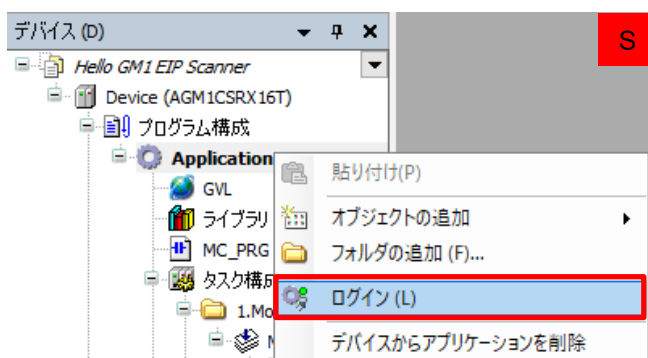 デバイス (D)
S
Hello GM1 EIP Scanner
Device (AGM1CSRX16T)
プログラム構成
Application
貼り付け(P)
GVL
ライブラリ
オブジェクトの追加
MC_PRG
フォルダの追加 (F)...
タスク構成
ログイン (L)
1.Mo
デバイスからアプリケーションを削除